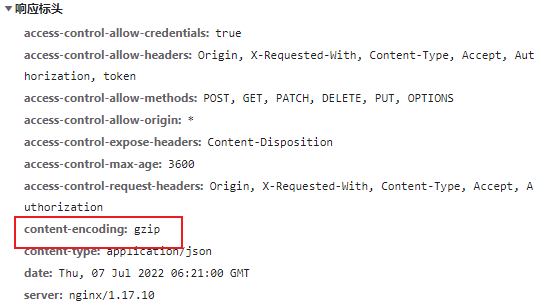 响应标头
access-control-allow-credentials: true
access-control-allow-headers: Origin, X-Requested-With, Content-Type, Accept, Aut
horization, token
access-control-allow-methods: POST, GET, PATCH, DELETE, PUT, OPTIONS
access-control-allow-origin: *
access-control-expose-headers: Content-Disposition
access-control-max-age: 3600
access-control-request-headers: Origin, X-Requested-With, Content-Type, Accept, A
uthorization
content-encoding: gzip
content-type: application/json
date: Thu, 07 Jul 2022 06:21:00 GMT
server: nginx/1.17.10